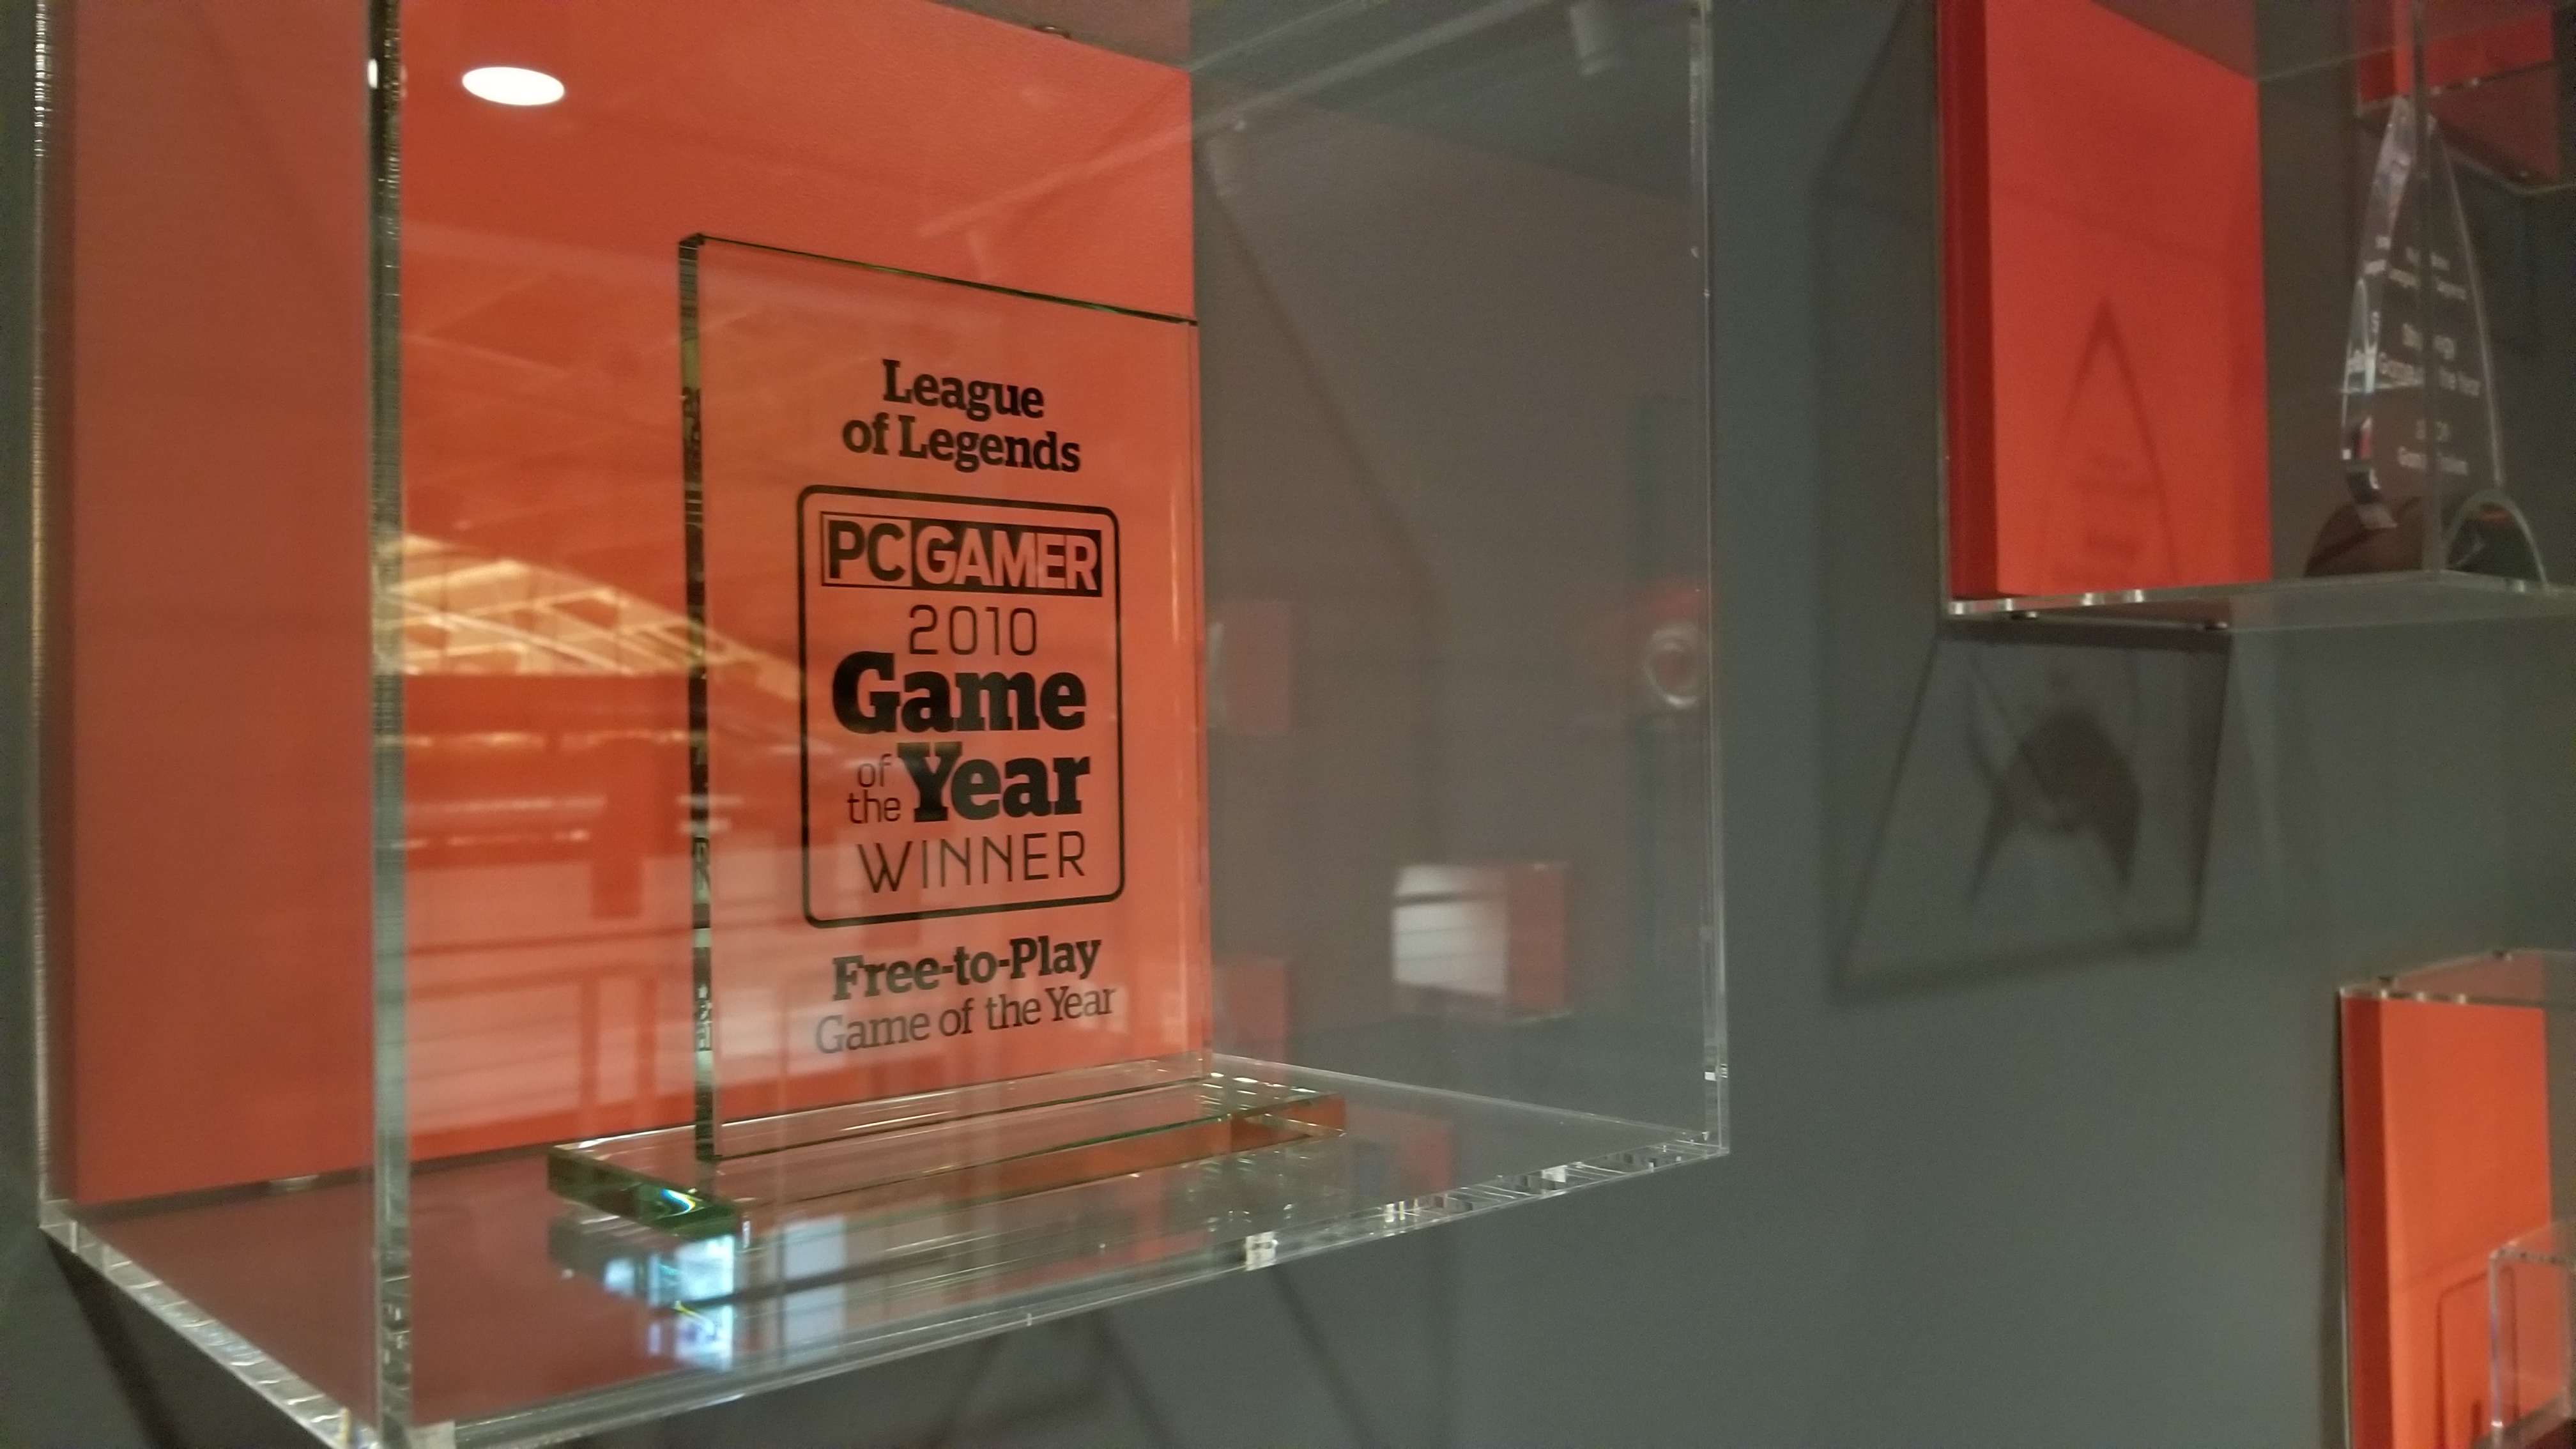 League
of Legends
PC GAMER
2010
Game
of the Year
WINNER
Free-to-Play
Game of the Year